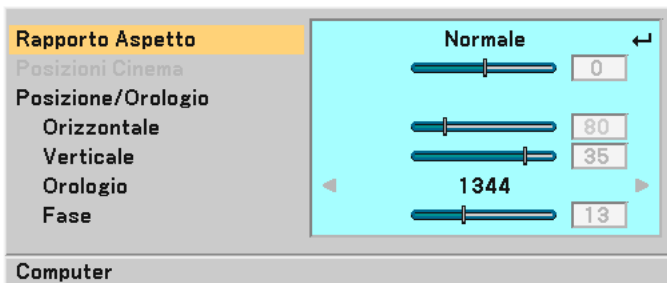 Rapporto Aspetto Normale
Posizioni Cinema 0
Posizione/Orologio
Orizzontale 80
Verticale 35
Orologio 1344
Fase 13
Computer